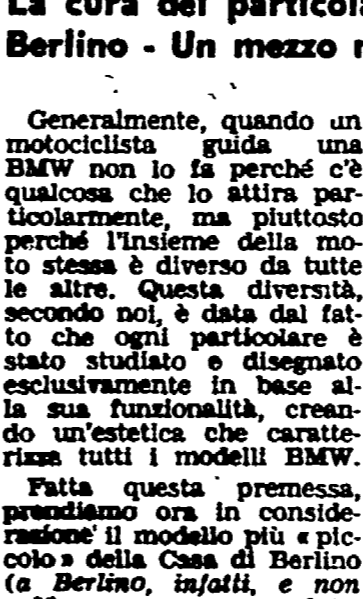 La cura dei particola
Berlino - Un mezzo
Generalmente, quando un
motociclista guida una
BMW non lo fa perché c'è
qualcosa che lo attira par-
ticolarmente, ma piuttosto
perché l'insieme della mo-
to stessa è diverso da tutte
le altre. Questa diversità,
secondo noi, è data dal fat-
to che ogni particolare è
stato studiato e disegnato
esclusivamente in base al-
la sua funzionalità, crean-
do un'estetica che caratte-
rizza tutti i modelli BMW.
Fatta questa premessa,
prendiamo ora in conside-
razione il modello più « pic-
colo » della Casa di Berlino
(a Berlino, infatti, e non